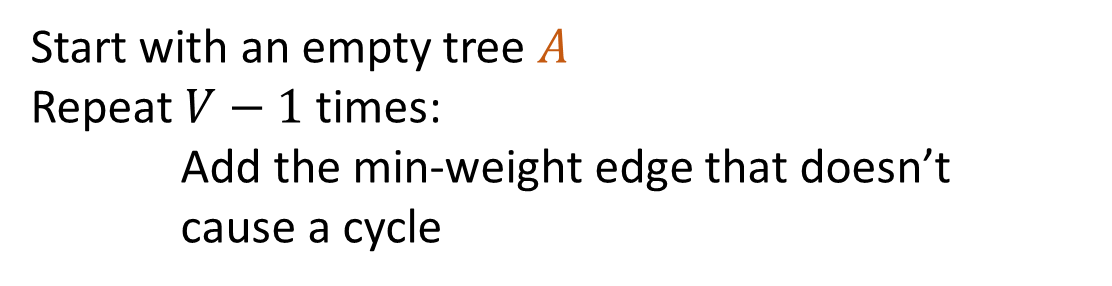 Start with an empty tree A
Repeat V − 1 times:
Add the min-weight edge that doesn’t
cause a cycle